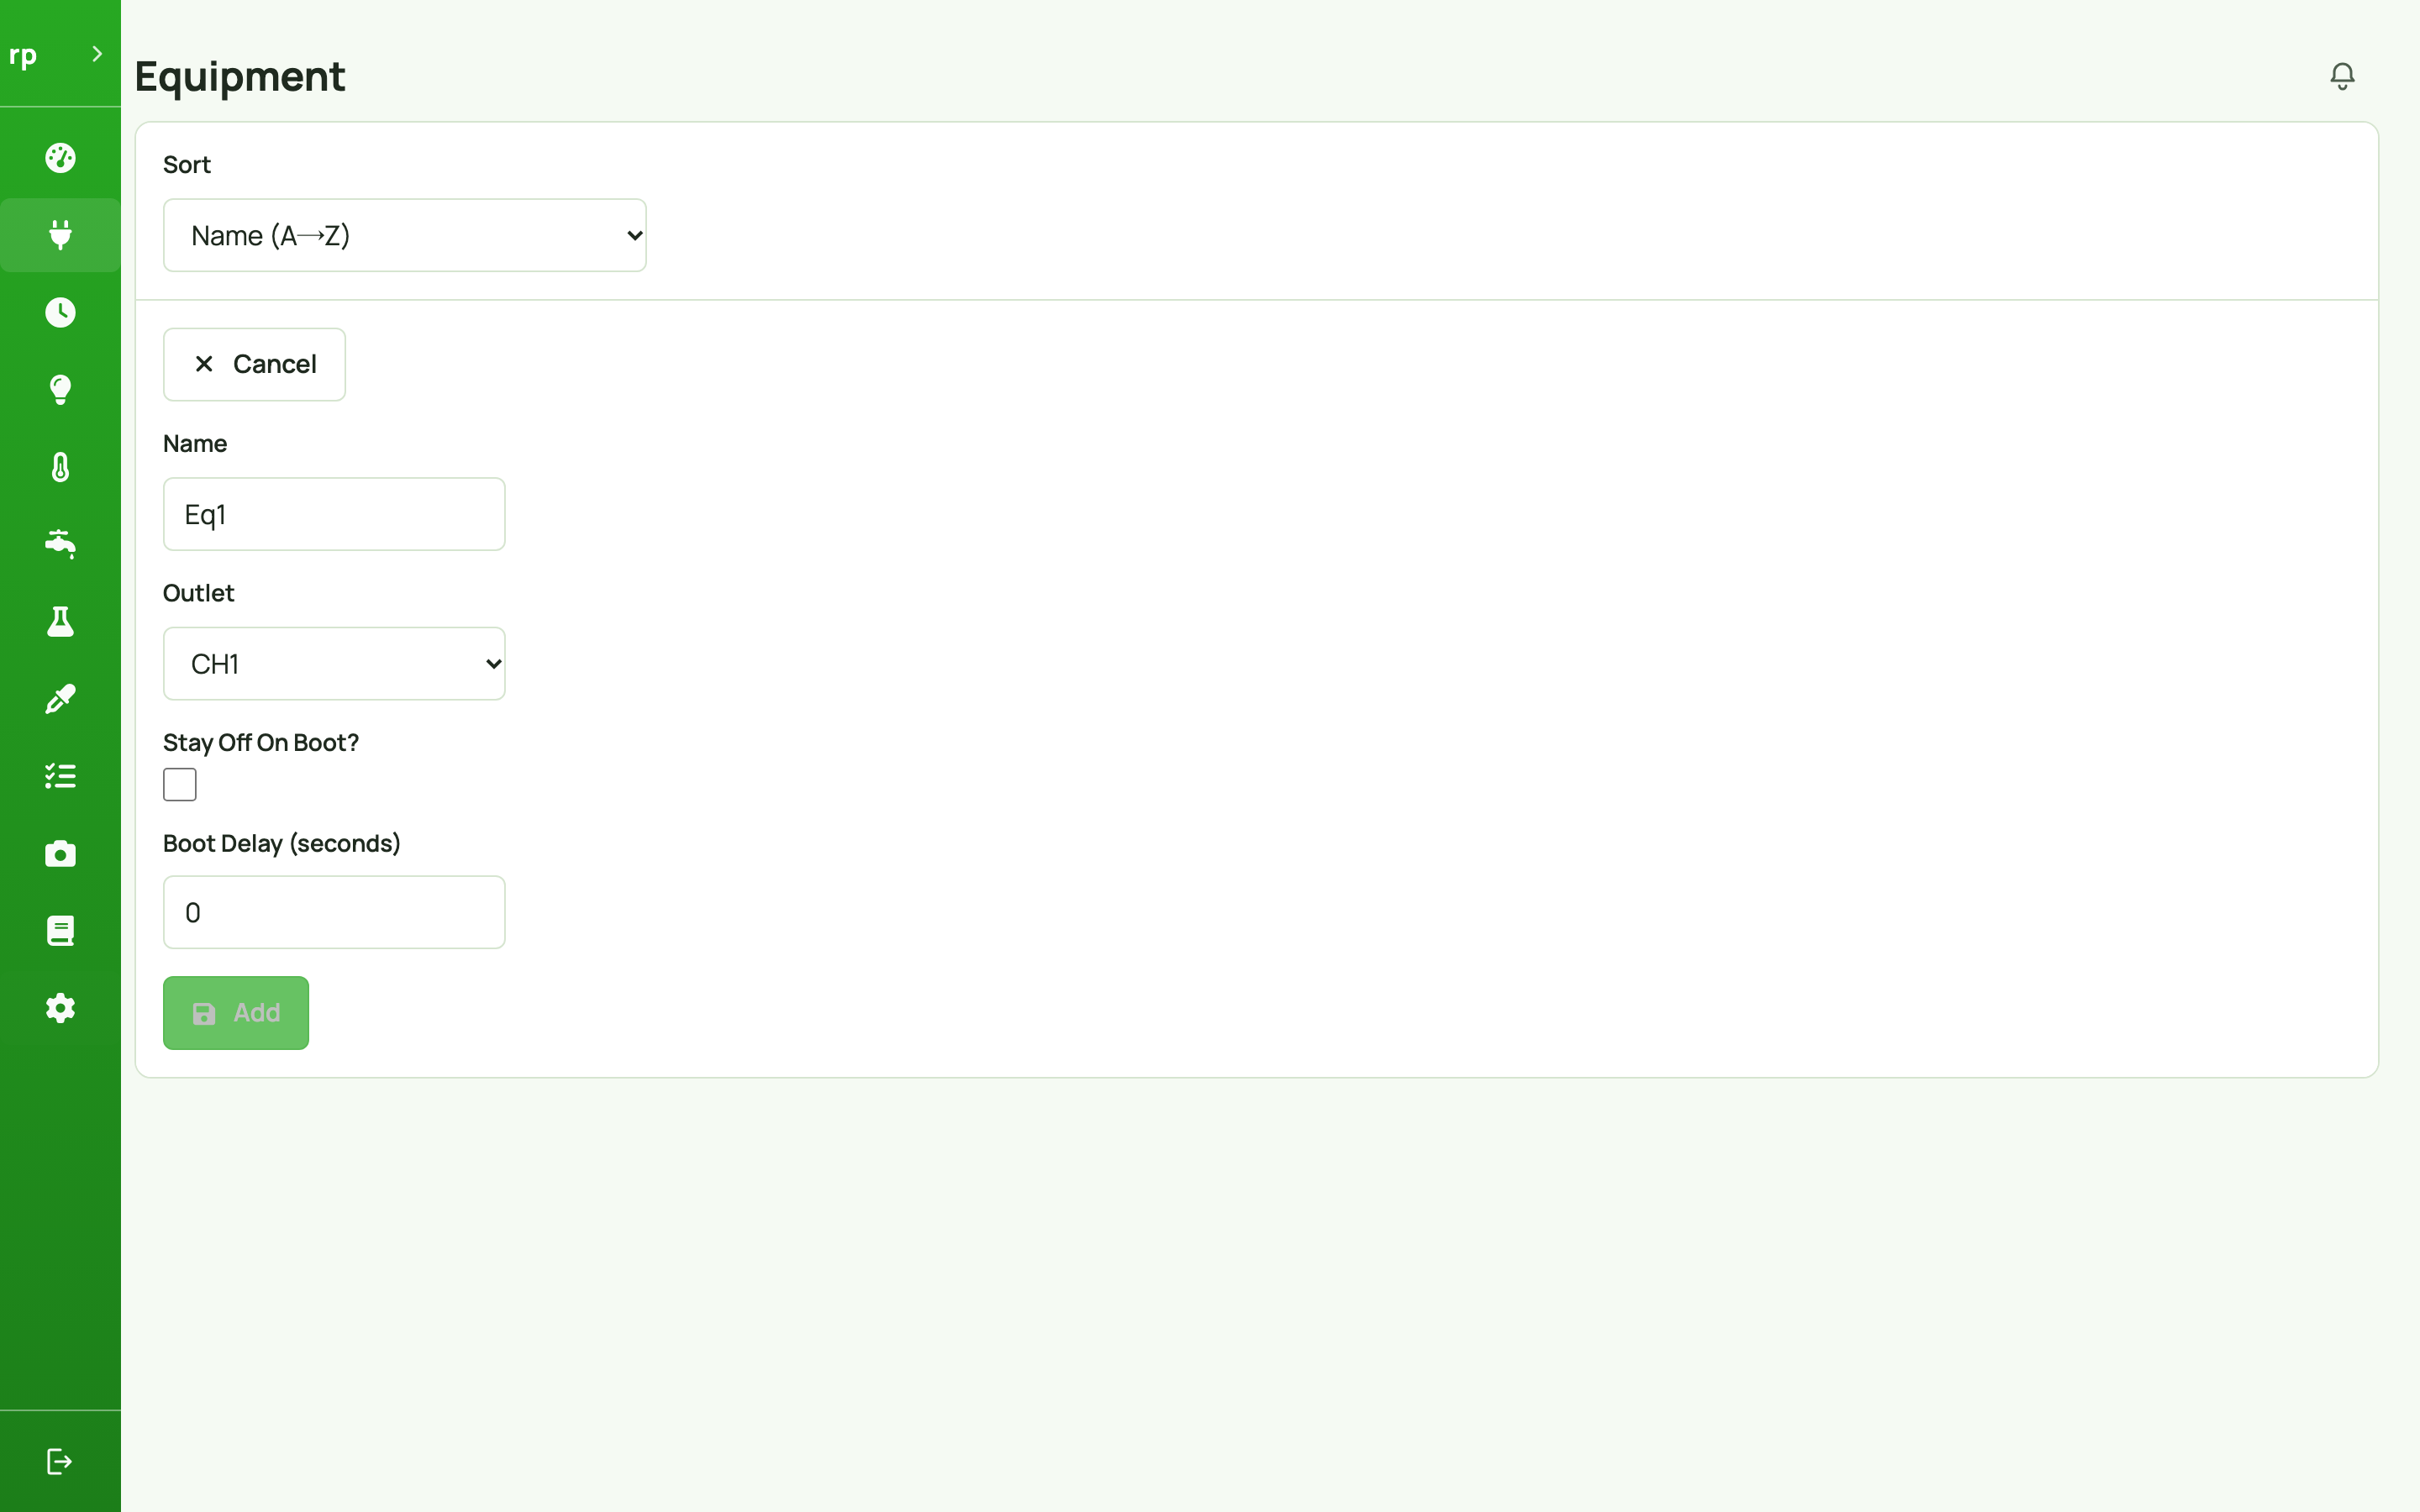 rp
Equipment
Sort
Name (A→Z)
Cancel
Name
Eq1
Outlet
CH1
Stay Off On Boot?
Boot Delay (seconds)
0
Add